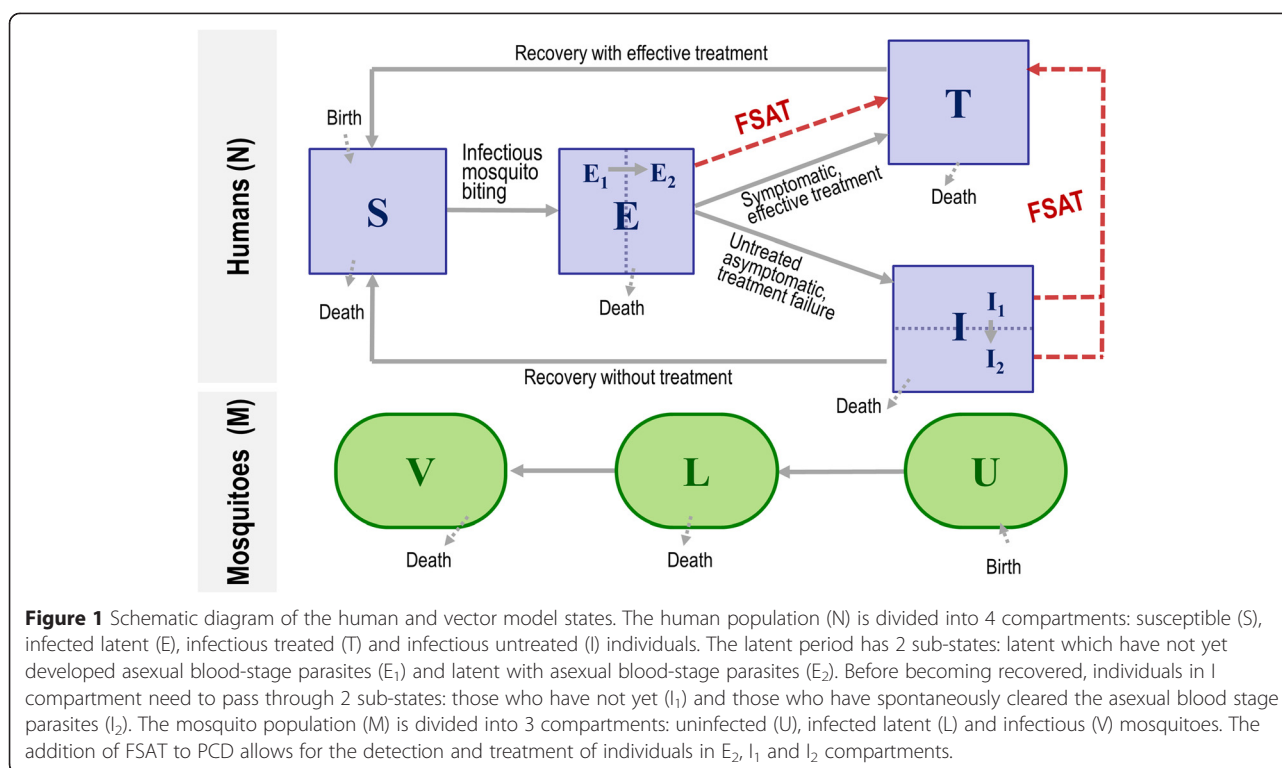 Humans (N)
Recovery with effective treatment
Birth
S
Death
Infectious
mosquito
biting
E1 E2
E
Death
FSAT
Symptomatic,
effective treatment
Untreated
asymptomatic,
treatment failure
T
Death
FSAT
I
I1
I2
Death
Recovery without treatment
Mosquitoes (M)
V
Death
L
Death
U
Birth
Figure 1 Schematic diagram of the human and vector model states. The human population (N) is divided into 4 compartments: susceptible (S),
infected latent (E), infectious treated (T) and infectious untreated (I) individuals. The latent period has 2 sub-states: latent which have not yet
developed asexual blood-stage parasites (E1) and latent with asexual blood-stage parasites (E2). Before becoming recovered, individuals in I
compartment need to pass through 2 sub-states: those who have not yet (I1) and those who have spontaneously cleared the asexual blood stage
parasites (I2). The mosquito population (M) is divided into 3 compartments: uninfected (U), infected latent (L) and infectious (V) mosquitoes. The
addition of FSAT to PCD allows for the detection and treatment of individuals in E2, I1 and I2 compartments.